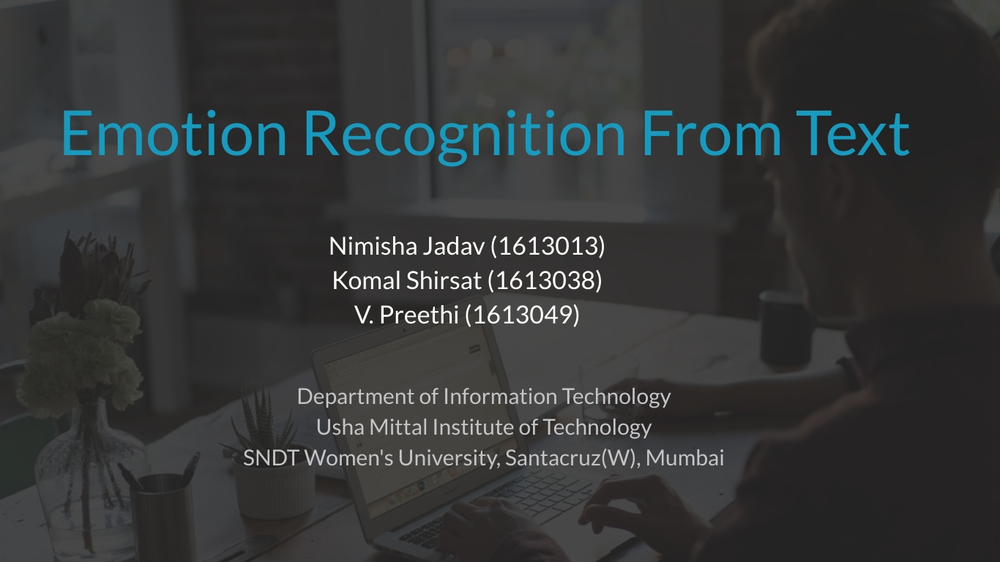 Emotion Recognition From Text
Nimisha Jadav (1613013)
Komal Shirsat (1613038)
V. Preethi (1613049)
Department of Information Technology
Usha Mittal Institute of Technology
SNDT Women's University, Santacruz(W), Mumbai